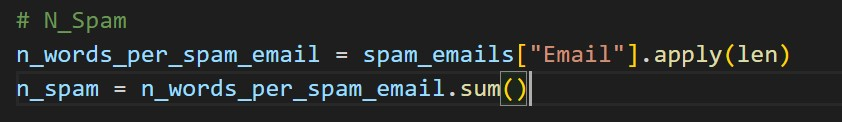 # N_Spam
n_words_per_spam_email = spam_emails["Email"].apply(len)
n_spam = n_words_per_spam_email.sum()